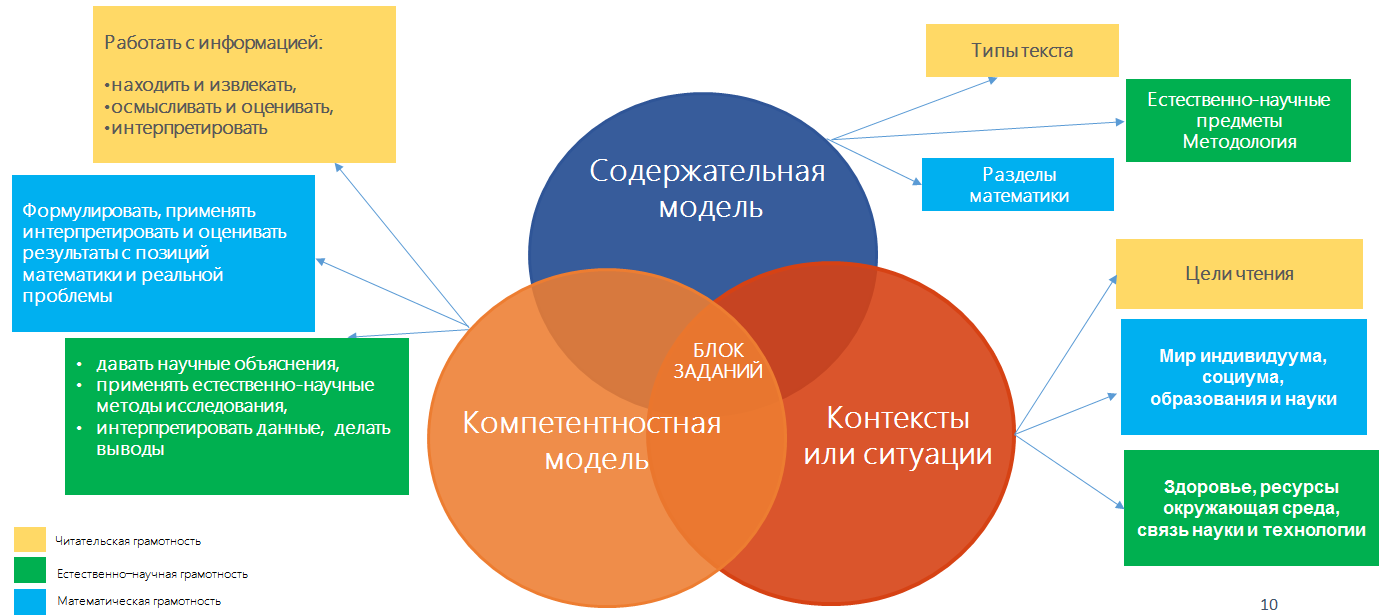 Работать с информацией:
•находить и извлекать,
•осмысливать и оценивать,
•интерпретировать
Формулировать, применять
интерпретировать и оценивать
результаты с позиций
математики и реальной
проблемы
• давать научные объяснения,
• применять естественно-научные
методы исследования,
• интерпретировать данные, делать
выводы
Содержательная
модель
БЛОК
ЗАДАНИЙ
Компетентностная
модель
Контексты
или ситуации
Типы текста
Естественно-научные
предметы
Методология
Разделы
математики
Цели чтения
Мир индивидуума,
социума,
образования и науки
Здоровье, ресурсы
окружающая среда,
связь науки и технологии
Читательская грамотность
Естественно–научная грамотность
Математическая грамотность
10